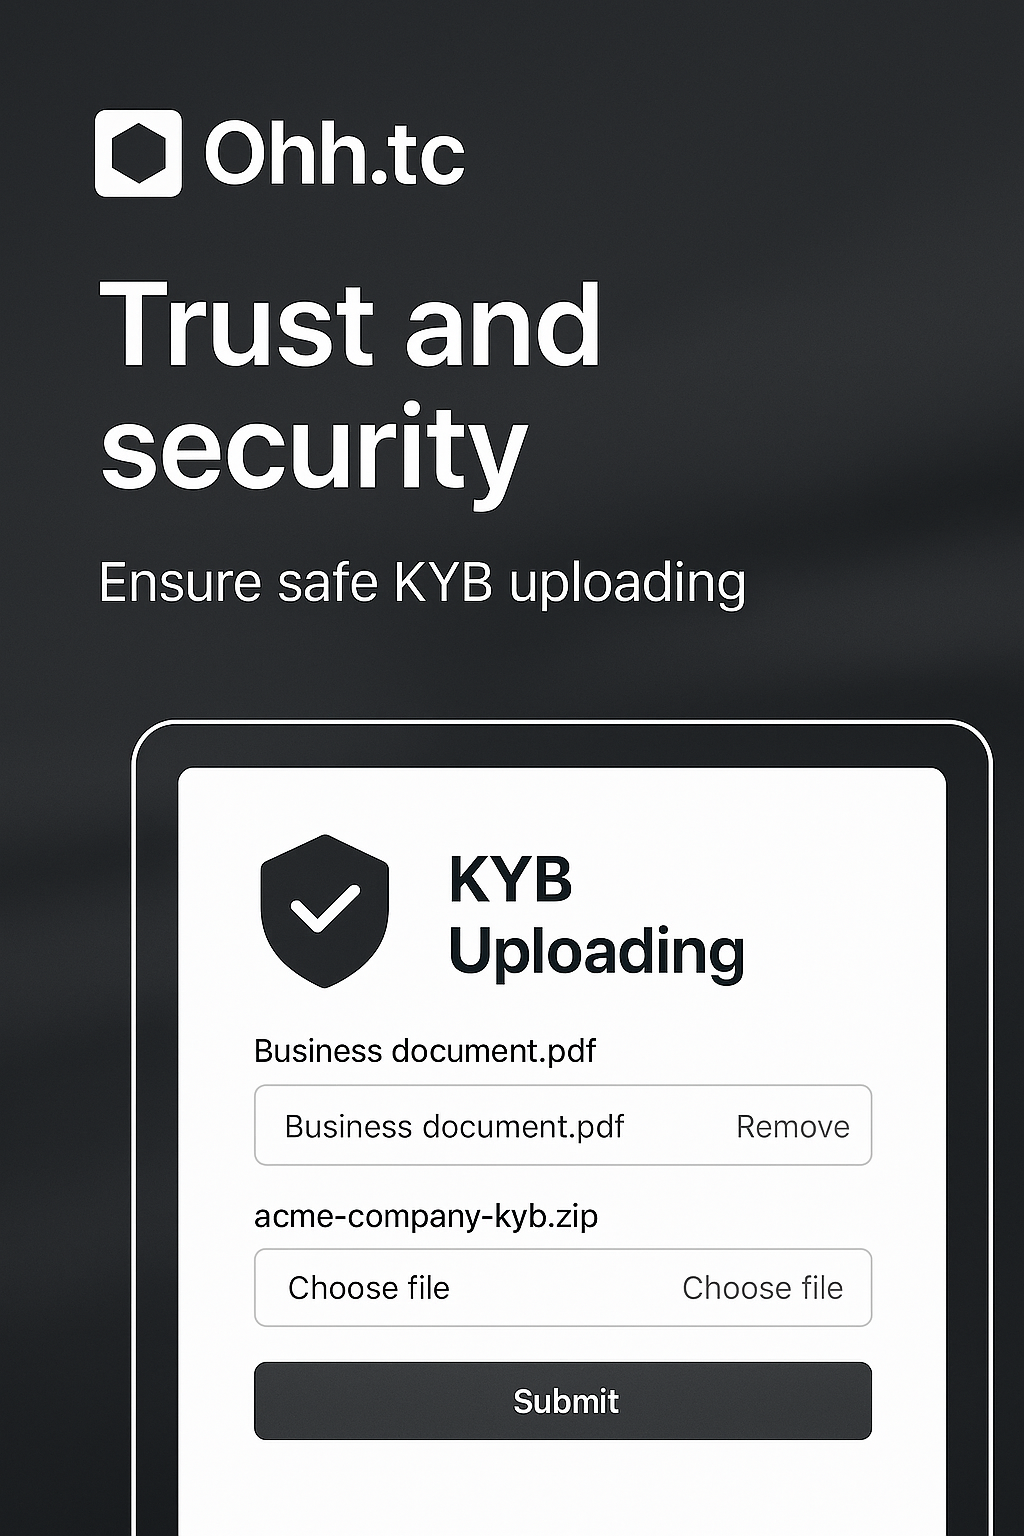 Ohh.tc
Trust and
security
Ensure safe KYB uploading
KYB
Uploading
Business document.pdf
Business document.pdf Remove
acme-company-kyb.zip
Choose file Choose file
Submit